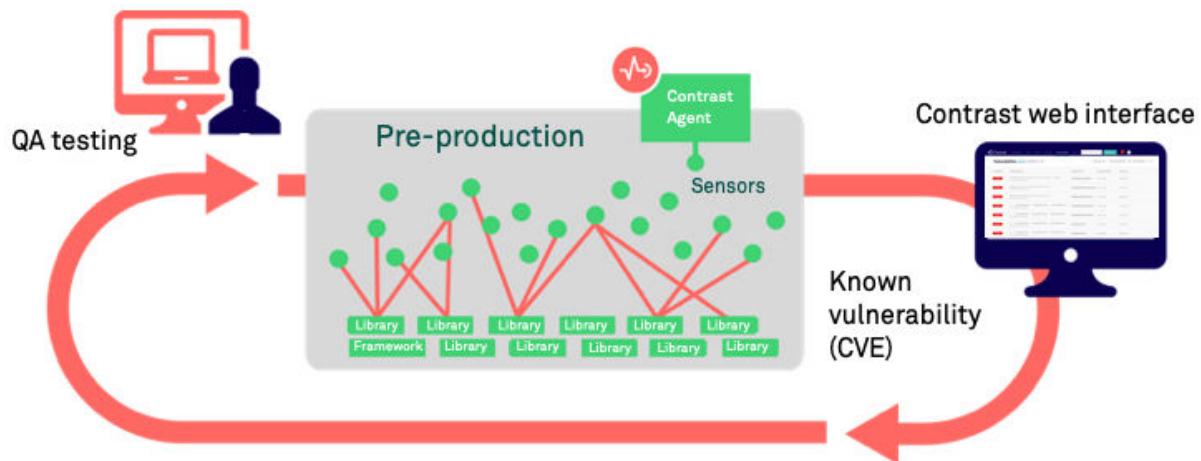 QA testing
Pre-production
Contrast
Agent
Sensors
Contrast web interface
Known
vulnerability
(CVE)
Library
Library
Library
Library
Library
Library
Framework
Library
Library
Library
Library
Library